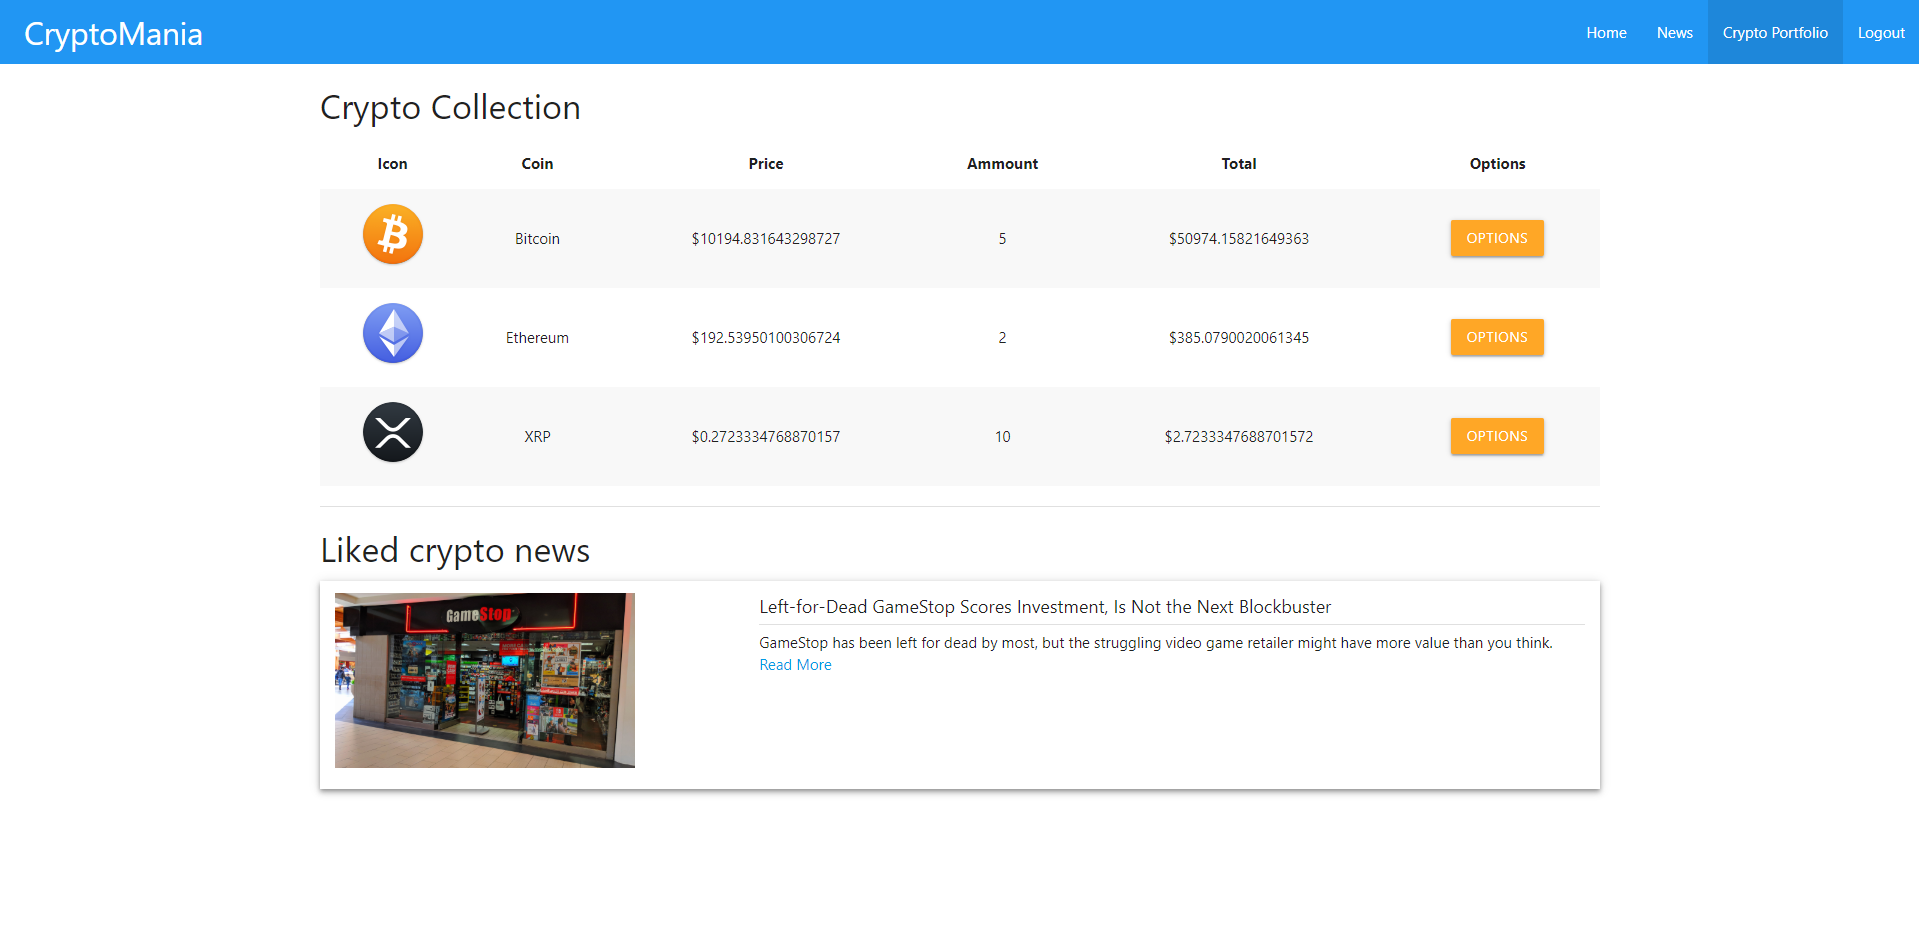 CryptoMania
Home News Crypto Portfolio Logout
Crypto Collection
Icon Coin Price Ammount Total Options
Bitcoin $10194.831643298727 5 $50974.15821649363 OPTIONS
Ethereum $192.53950100306724 2 $385.0790020061345 OPTIONS
XRP $0.2723334768870157 10 $2.7233347688701572 OPTIONS
Liked crypto news
GameStop
Left-for-Dead GameStop Scores Investment, Is Not the Next Blockbuster
GameStop has been left for dead by most, but the struggling video game retailer might have more value than you think.
Read More